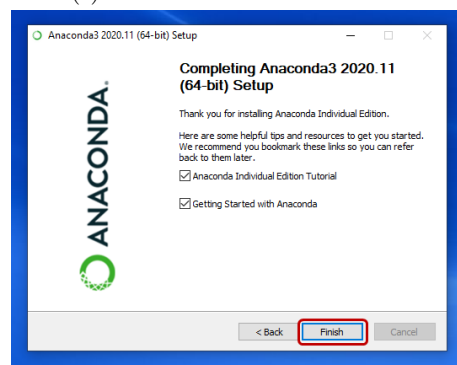 Anaconda3 2020.11 (64-bit) Setup
ANACONDA.
Completing Anaconda3 2020.11
(64-bit) Setup
Thank you for installing Anaconda Individual Edition.
Here are some helpful tips and resources to get you started.
We recommend you bookmark these links so you can refer
back to them later.
Anaconda Individual Edition Tutorial
Getting Started with Anaconda
< Back
Finish
Cancel